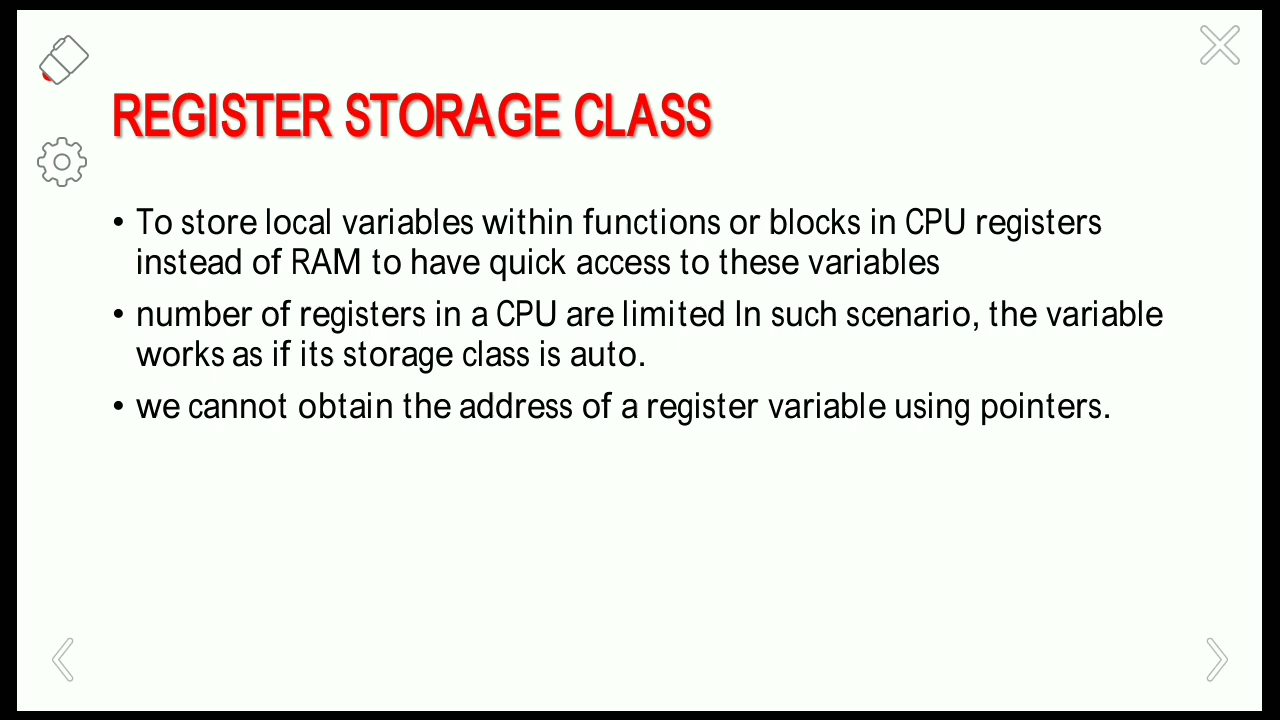 REGISTER STORAGE CLASS
• To store local variables within functions or blocks in CPU registers
instead of RAM to have quick access to these variables
• number of registers in a CPU are limited In such scenario, the variable
works as if its storage class is auto.
• we cannot obtain the address of a register variable using pointers.